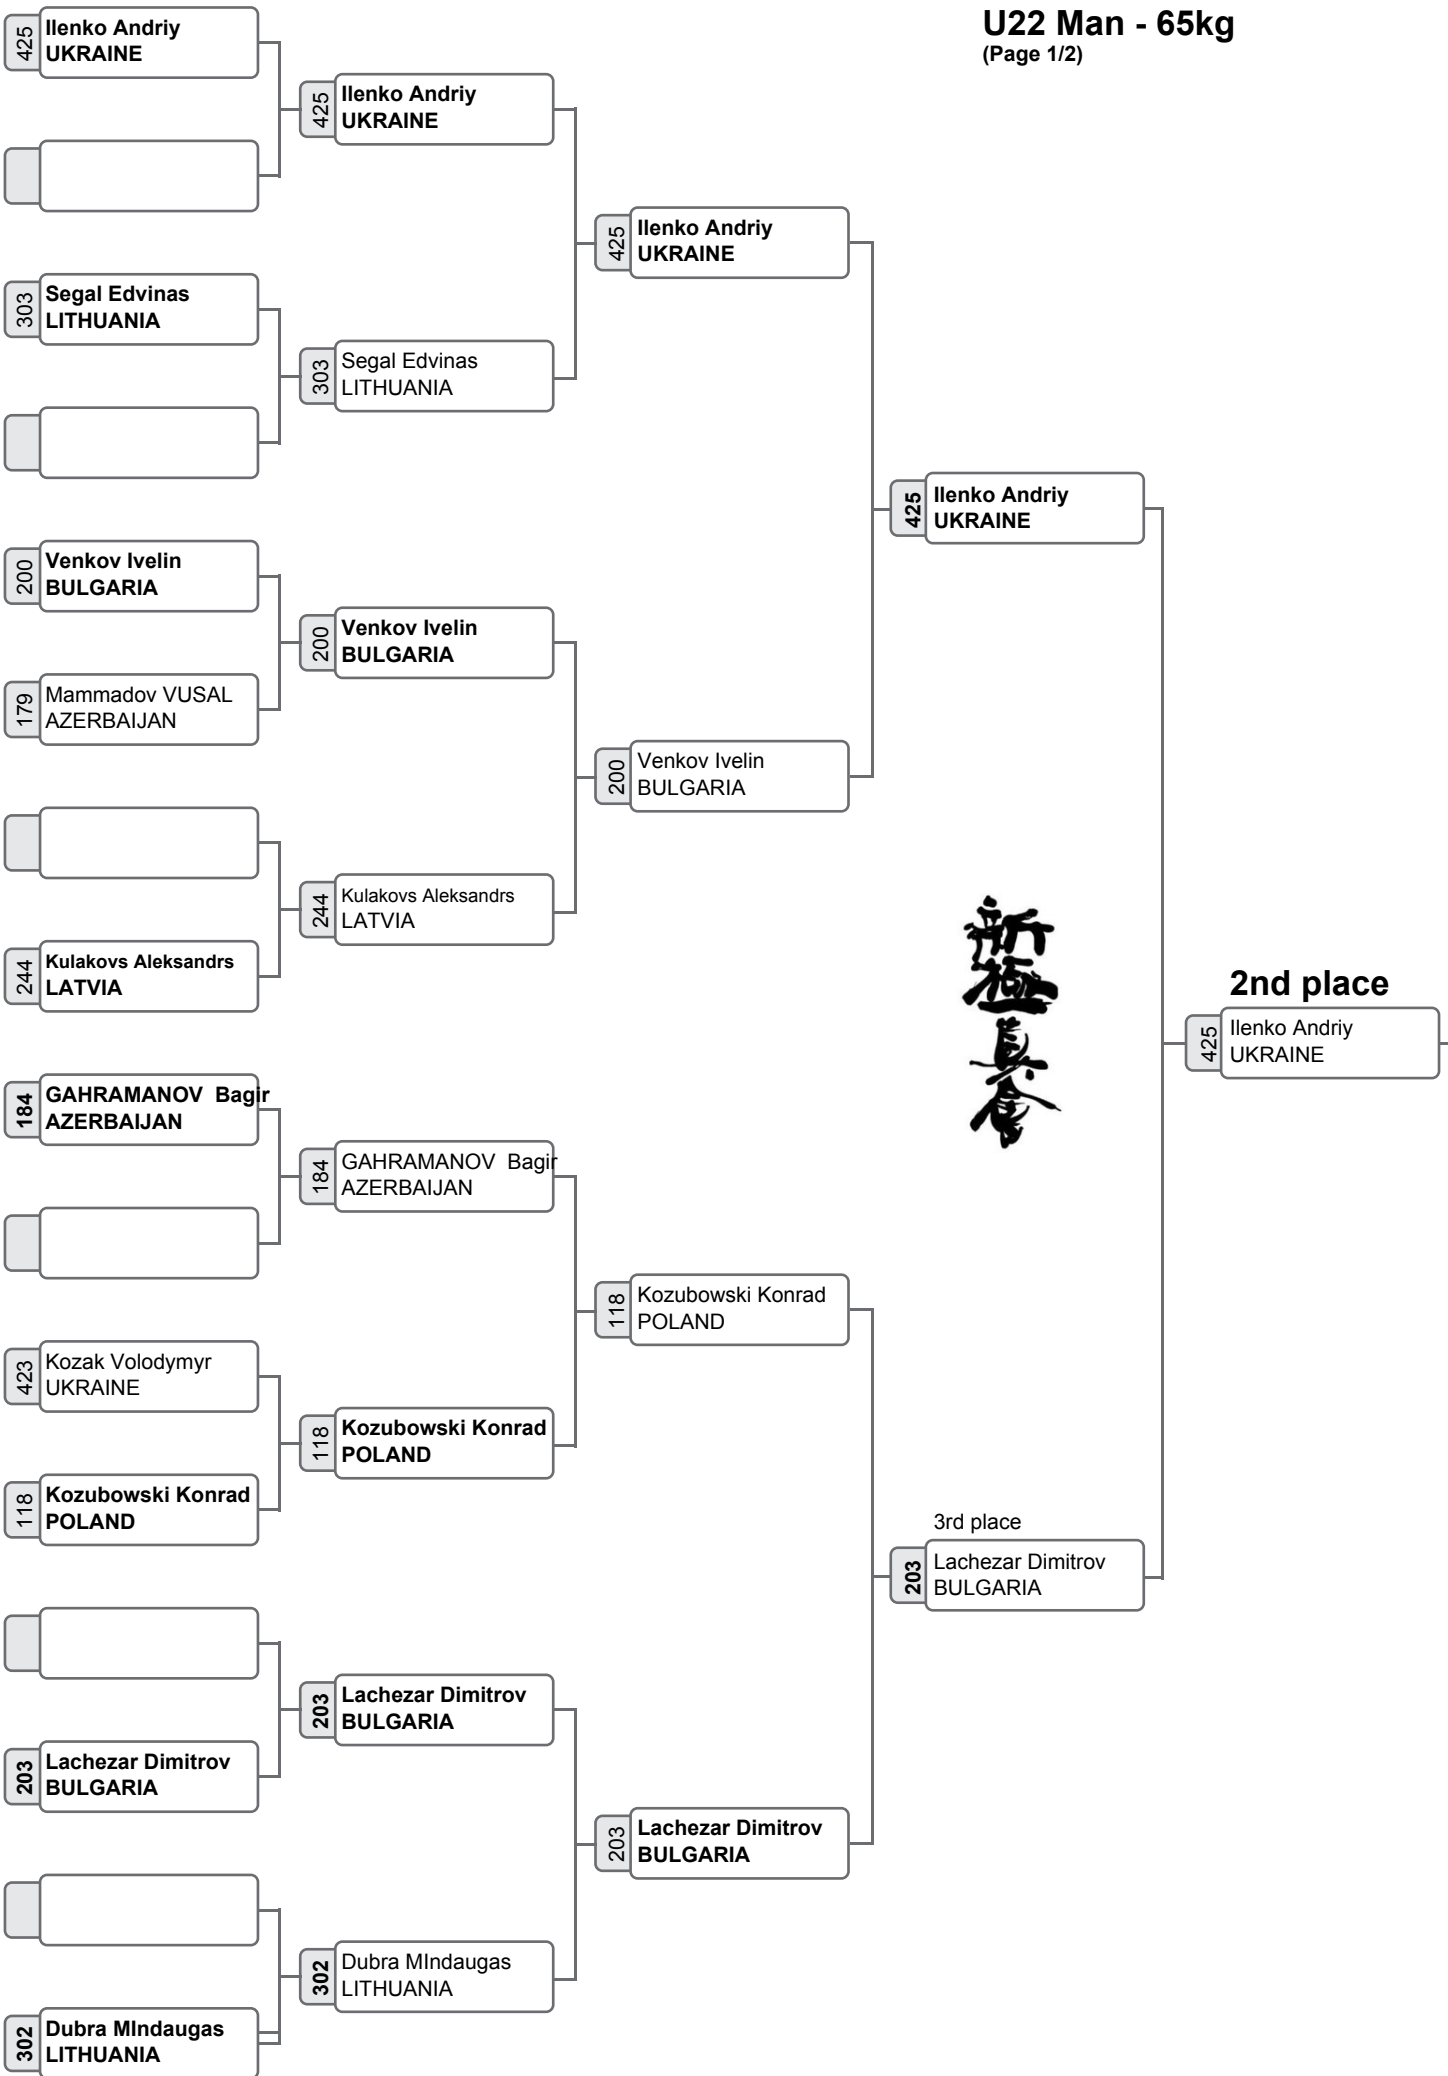 U22 Man - 65kg
(Page 1/2)
425
Ilenko Andriy
UKRAINE
303
Segal Edvinas
LITHUANIA
200
Venkov Ivelin
BULGARIA
179
Mammadov VUSAL
AZERBAIJAN
244
Kulakovs Aleksandrs
LATVIA
184
GAHRAMANOV Bagir
AZERBAIJAN
423
Kozak Volodymyr
UKRAINE
118
Kozubowski Konrad
POLAND
203
Lachezar Dimitrov
BULGARIA
302
Dubra MIndaugas
LITHUANIA
425
Ilenko Andriy
UKRAINE
303
Segal Edvinas
LITHUANIA
200
Venkov Ivelin
BULGARIA
244
Kulakovs Aleksandrs
LATVIA
184
GAHRAMANOV Bagir
AZERBAIJAN
118
Kozubowski Konrad
POLAND
203
Lachezar Dimitrov
BULGARIA
302
Dubra MIndaugas
LITHUANIA
425
Ilenko Andriy
UKRAINE
200
Venkov Ivelin
BULGARIA
118
Kozubowski Konrad
POLAND
203
Lachezar Dimitrov
BULGARIA
425
Ilenko Andriy
UKRAINE
3rd place
203
Lachezar Dimitrov
BULGARIA
新極真會
2nd place
425
Ilenko Andriy
UKRAINE